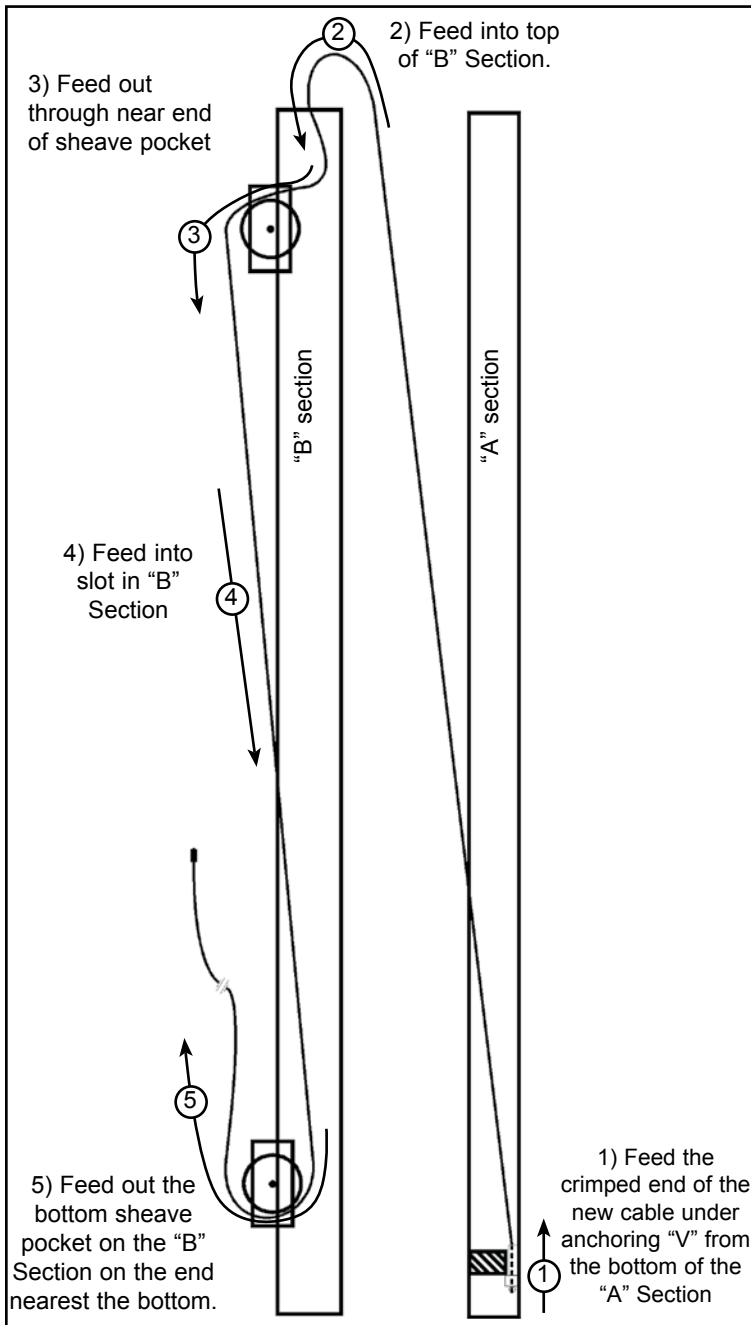 2
2) Feed into top
of “B” Section.
3) Feed out
through near end
of sheave pocket
3
“B” section
“A” section
4) Feed into
slot in “B”
Section
4
5
5) Feed out the
bottom sheave
pocket on the “B”
Section on the end
nearest the bottom.
1) Feed the
crimped end of the
new cable under
anchoring “V” from
the bottom of the
“A” Section
1